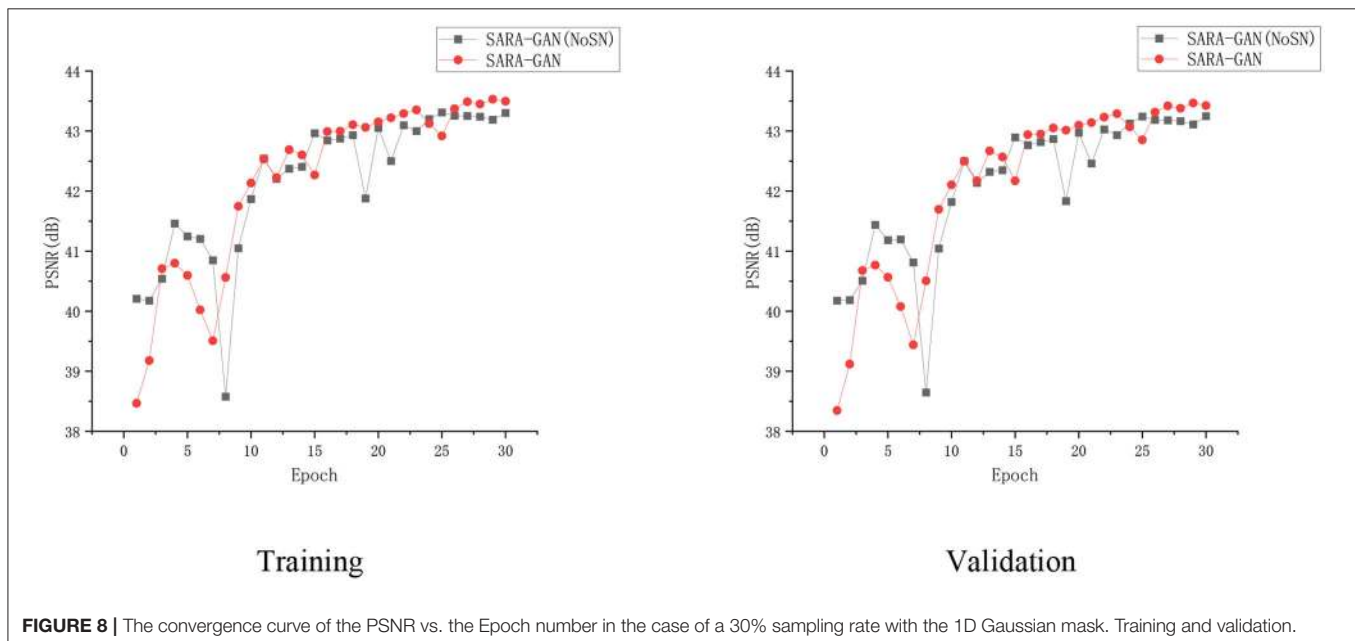 SARA-GAN(NoSN)
SARA-GAN
44
43
42
41
40
39
38
PSNR(dB)
0 5 10 15 20 25 30
Epoch
Training
SARA-GAN(NoSN)
SARA-GAN
44
43
42
41
40
39
38
PSNR(dB)
0 5 10 15 20 25 30
Epoch
Validation
FIGURE 8 | The convergence curve of the PSNR vs. the Epoch number in the case of a 30% sampling rate with the 1D Gaussian mask. Training and validation.